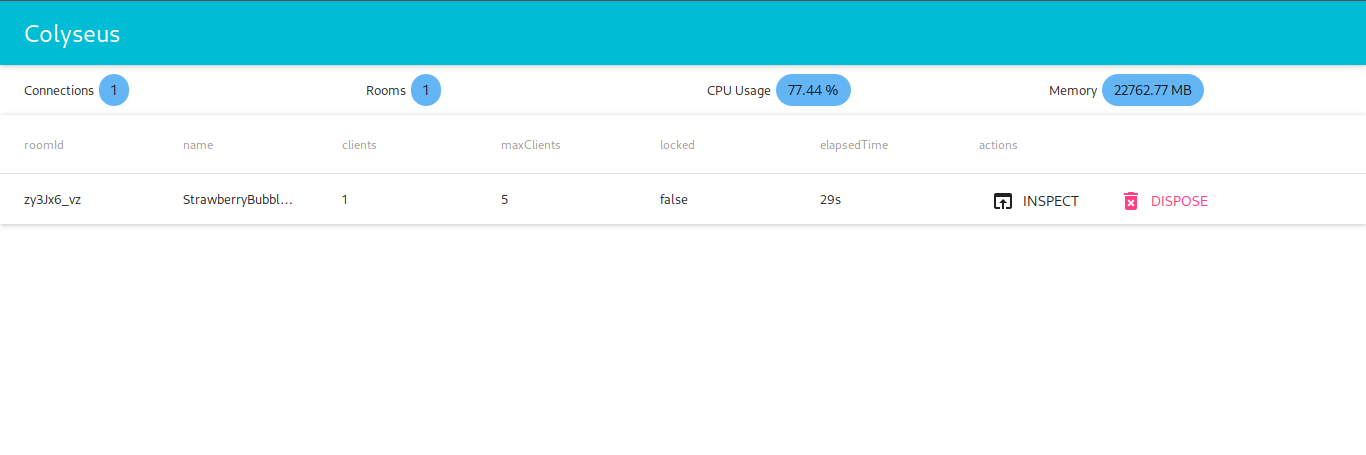 Colyseus
Connections 1 Rooms 1 CPU Usage 77.44 % Memory 22762.77 MB
roomId name clients maxClients locked elapsedTime actions
zy3Jx6_vz StrawberryBubbl... 1 5 false 29s INSPECT DISPOSE